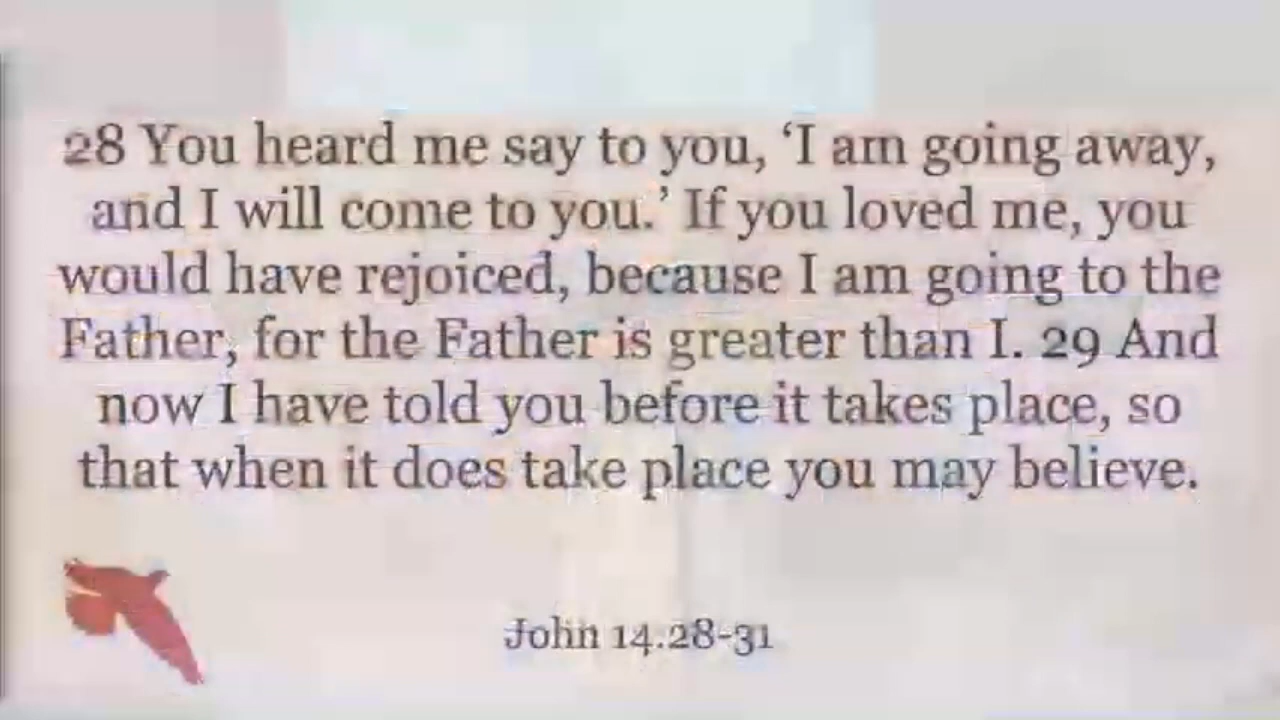 28 You heard me say to you, ‘I am going away,
and I will come to you.’ If you loved me, you
would have rejoiced, because I am going to the
Father, for the Father is greater than I. 29 And
now I have told you before it takes place, so
that when it does take place you may believe.
John 14.28-31